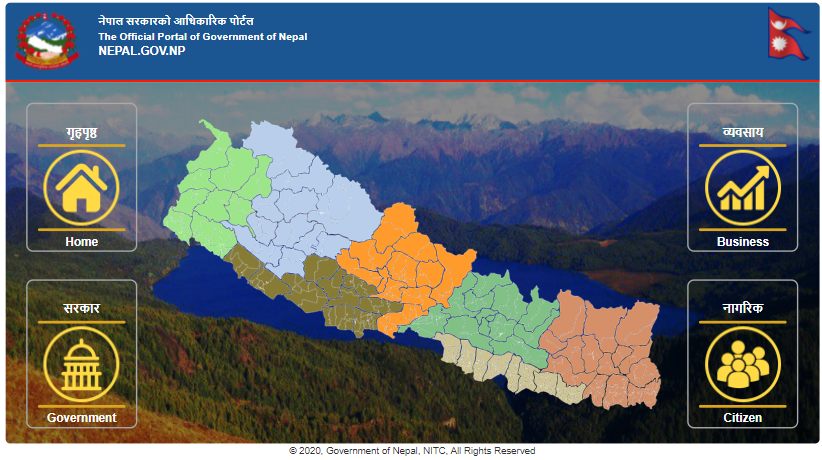 नेपाल सरकारको आधिकारिक पोर्टल
The Official Portal of Government of Nepal
NEPAL.GOV.NP
गृहपृष्ठ
Home
व्यवसाय
Business
सरकार
Government
नागरिक
Citizen
© 2020, Government of Nepal, NITC, All Rights Reserved